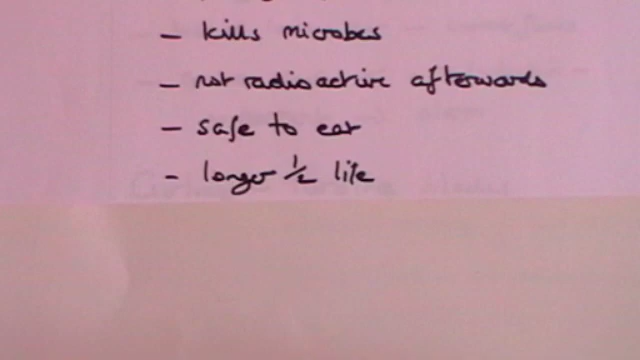 - kills microbes
- not radioactive afterwards
- safe to eat
- longer 1/2 life